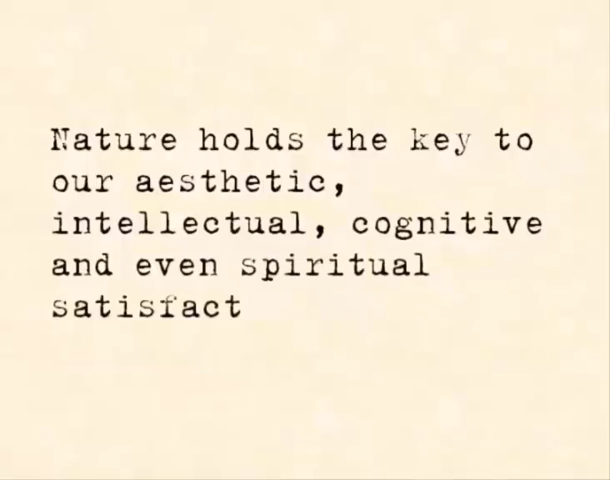 Nature holds the key to
our aesthetic,
intellectual, cognitive
and even spiritual
satisfact